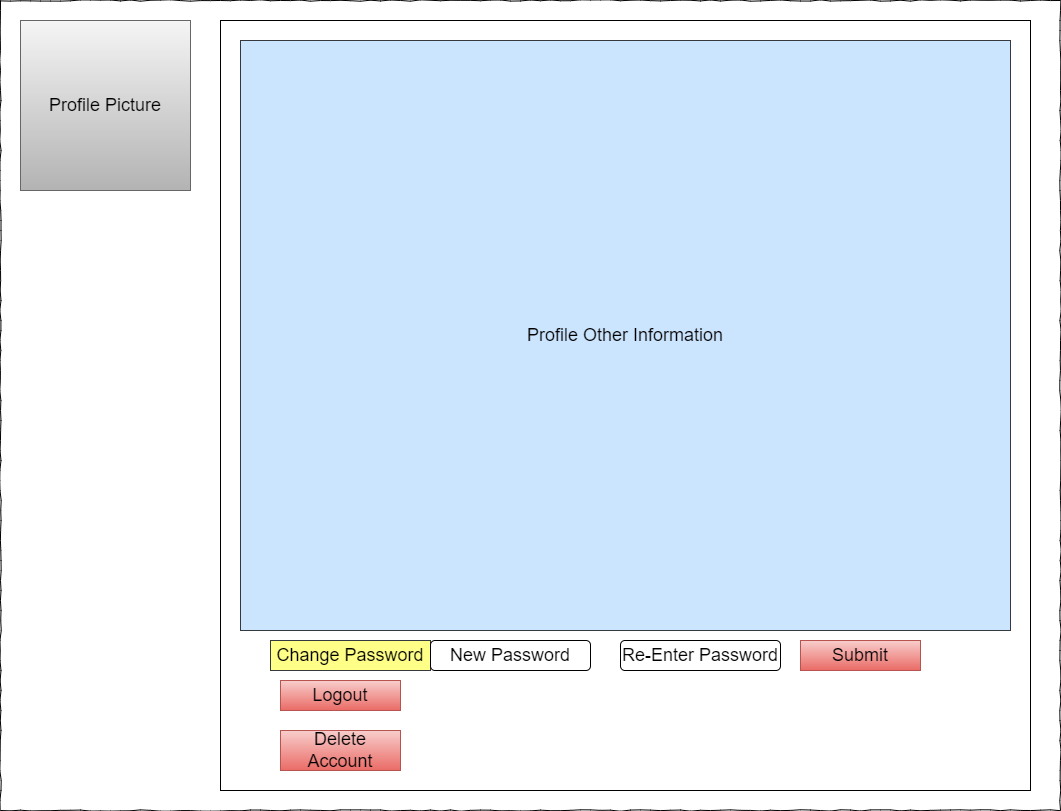 Profile Picture
Profile Other Information
Change Password
New Password
Re-Enter Password
Submit
Logout
Delete
Account